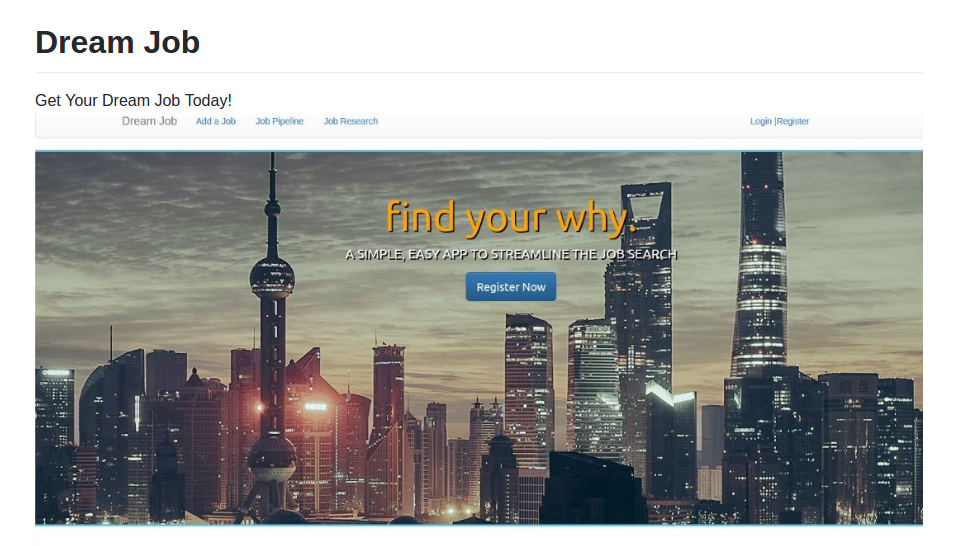 Dream Job
Get Your Dream Job Today!
Dream Job Add a Job Job Pipeline Job Research Login |Register
find your why.
A SIMPLE, EASY APP TO STREAMLINE THE JOB SEARCH
Register Now